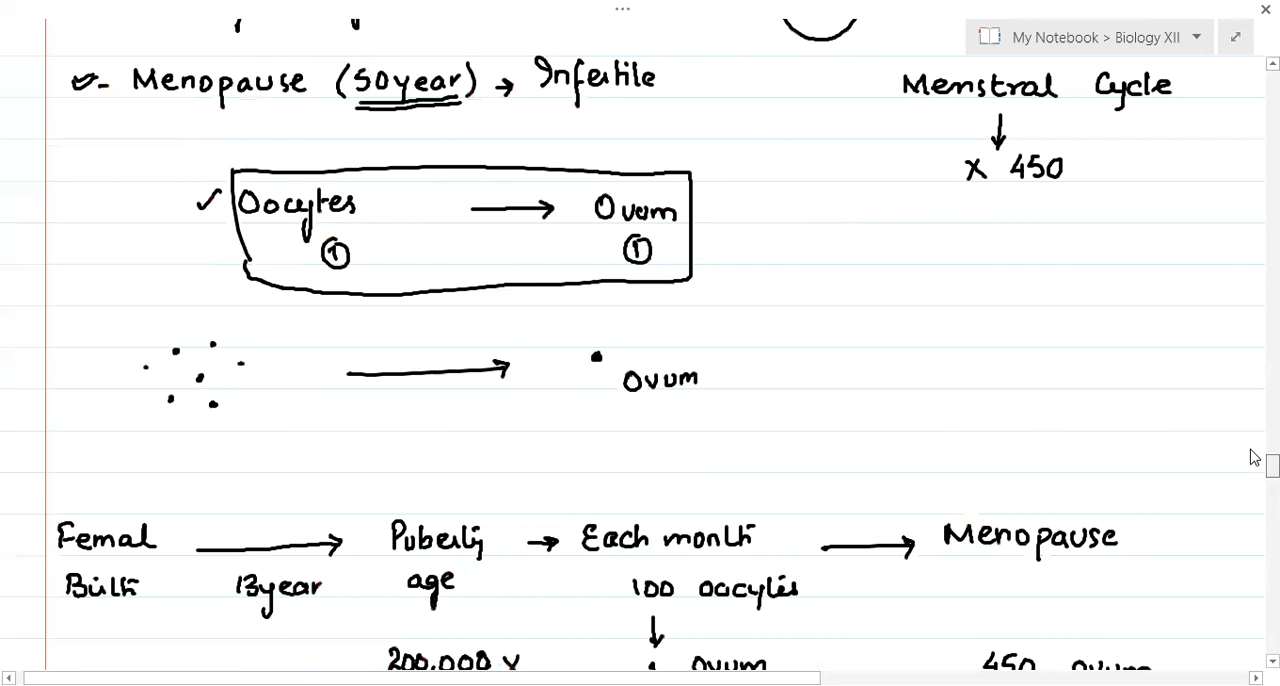 My Notebook > Biology XII
Menopause (50year) → Infertile
Menstral Cycle
↓
x 450
✓ Oocytes → Ovum
① ①
→ Ovum
Femal → Puberty → Each month → Menopause
Birth 13year age 100 oocytes
↓
200,000 ovum 450 ovum